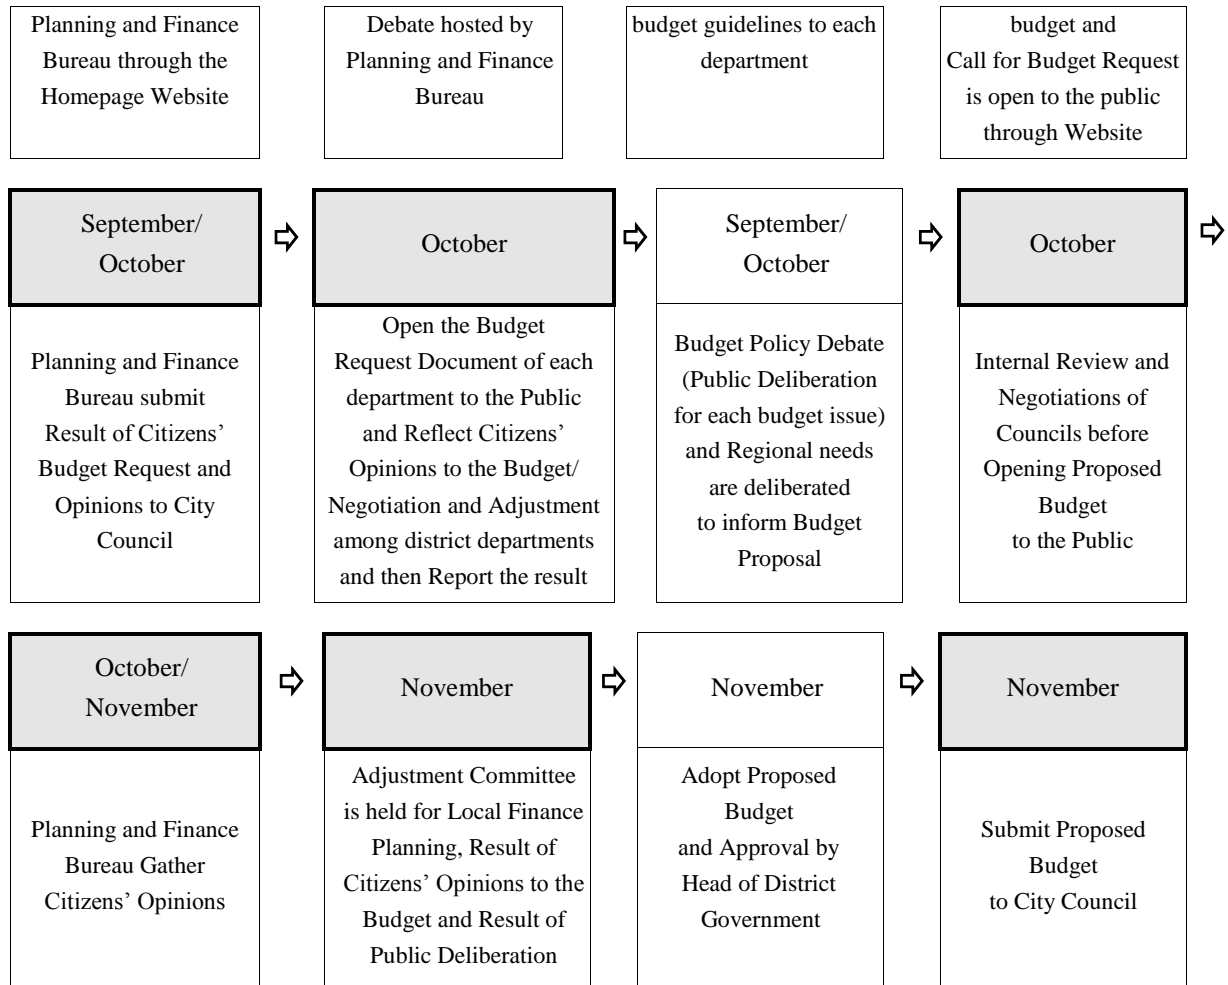 Planning and Finance
Bureau through the
Homepage Website
Debate hosted by
Planning and Finance
Bureau
budget guidelines to each
department
budget and
Call for Budget Request
is open to the public
through Website
September/
October
October
September/
October
October
Planning and Finance
Bureau submit
Result of Citizens’
Budget Request and
Opinions to City
Council
Open the Budget
Request Document of each
department to the Public
and Reflect Citizens’
Opinions to the Budget/
Negotiation and Adjustment
among district departments
and then Report the result
Budget Policy Debate
(Public Deliberation
for each budget issue)
and Regional needs
are deliberated
to inform Budget
Proposal
Internal Review and
Negotiations of
Councils before
Opening Proposed
Budget
to the Public
October/
November
November
November
November
Planning and Finance
Bureau Gather
Citizens’ Opinions
Adjustment Committee
is held for Local Finance
Planning, Result of
Citizens’ Opinions to the
Budget and Result of
Public Deliberation
Adopt Proposed
Budget
and Approval by
Head of District
Government
Submit Proposed
Budget
to City Council